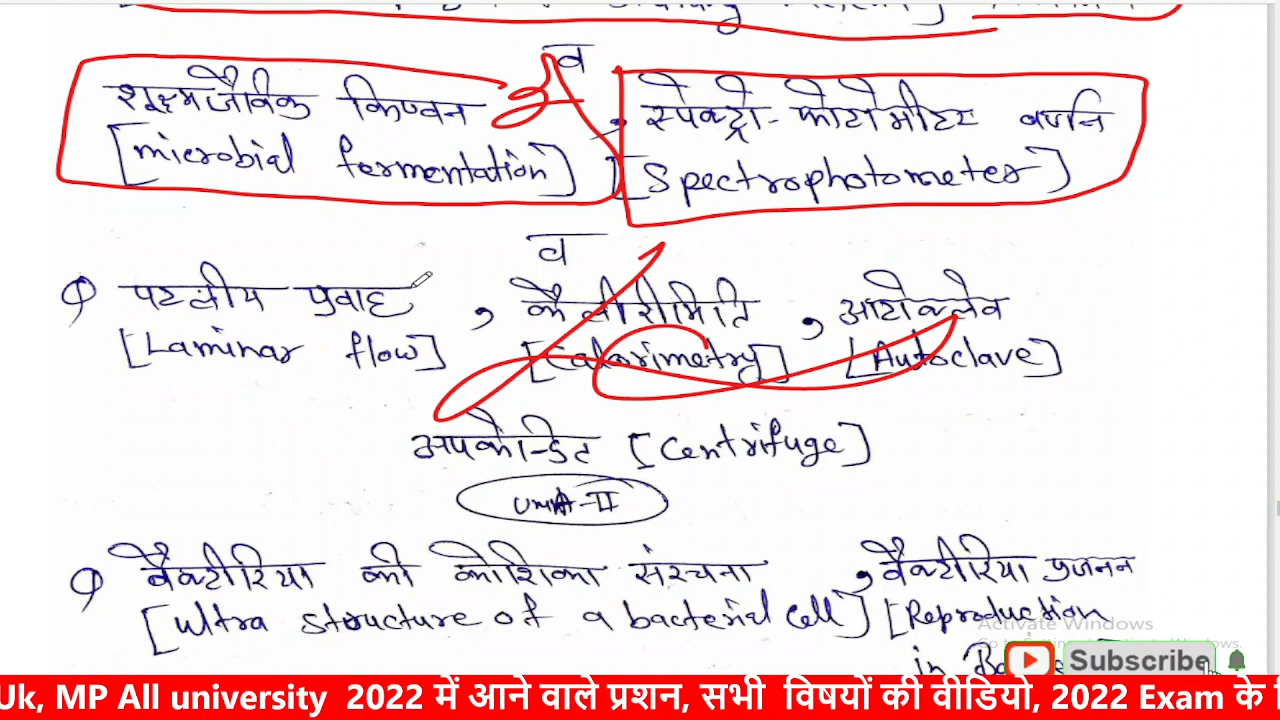 व
शूक्ष्मजैविक किण्वन , स्पेक्ट्रो-फोटोमीटर वर्णन
[microbial fermentation] [Spectrophotometer]
व
Q पटलीय प्रवाह , कैलोरीमिति , आटोक्लेव
[Laminar flow] [Calorimetry] [Autoclave]
अपकेन्द्रित [Centrifuge]
Unit-II
Q बैक्टीरिया की कोशिका संरचना , बैक्टीरिया प्रजनन
[Ultra structure of a bacterial cell] [Reproduction
in
Activate Windows
Subscribe
Uk, MP All university 2022 में आने वाले प्रशन, सभी विषयों की वीडियो, 2022 Exam के